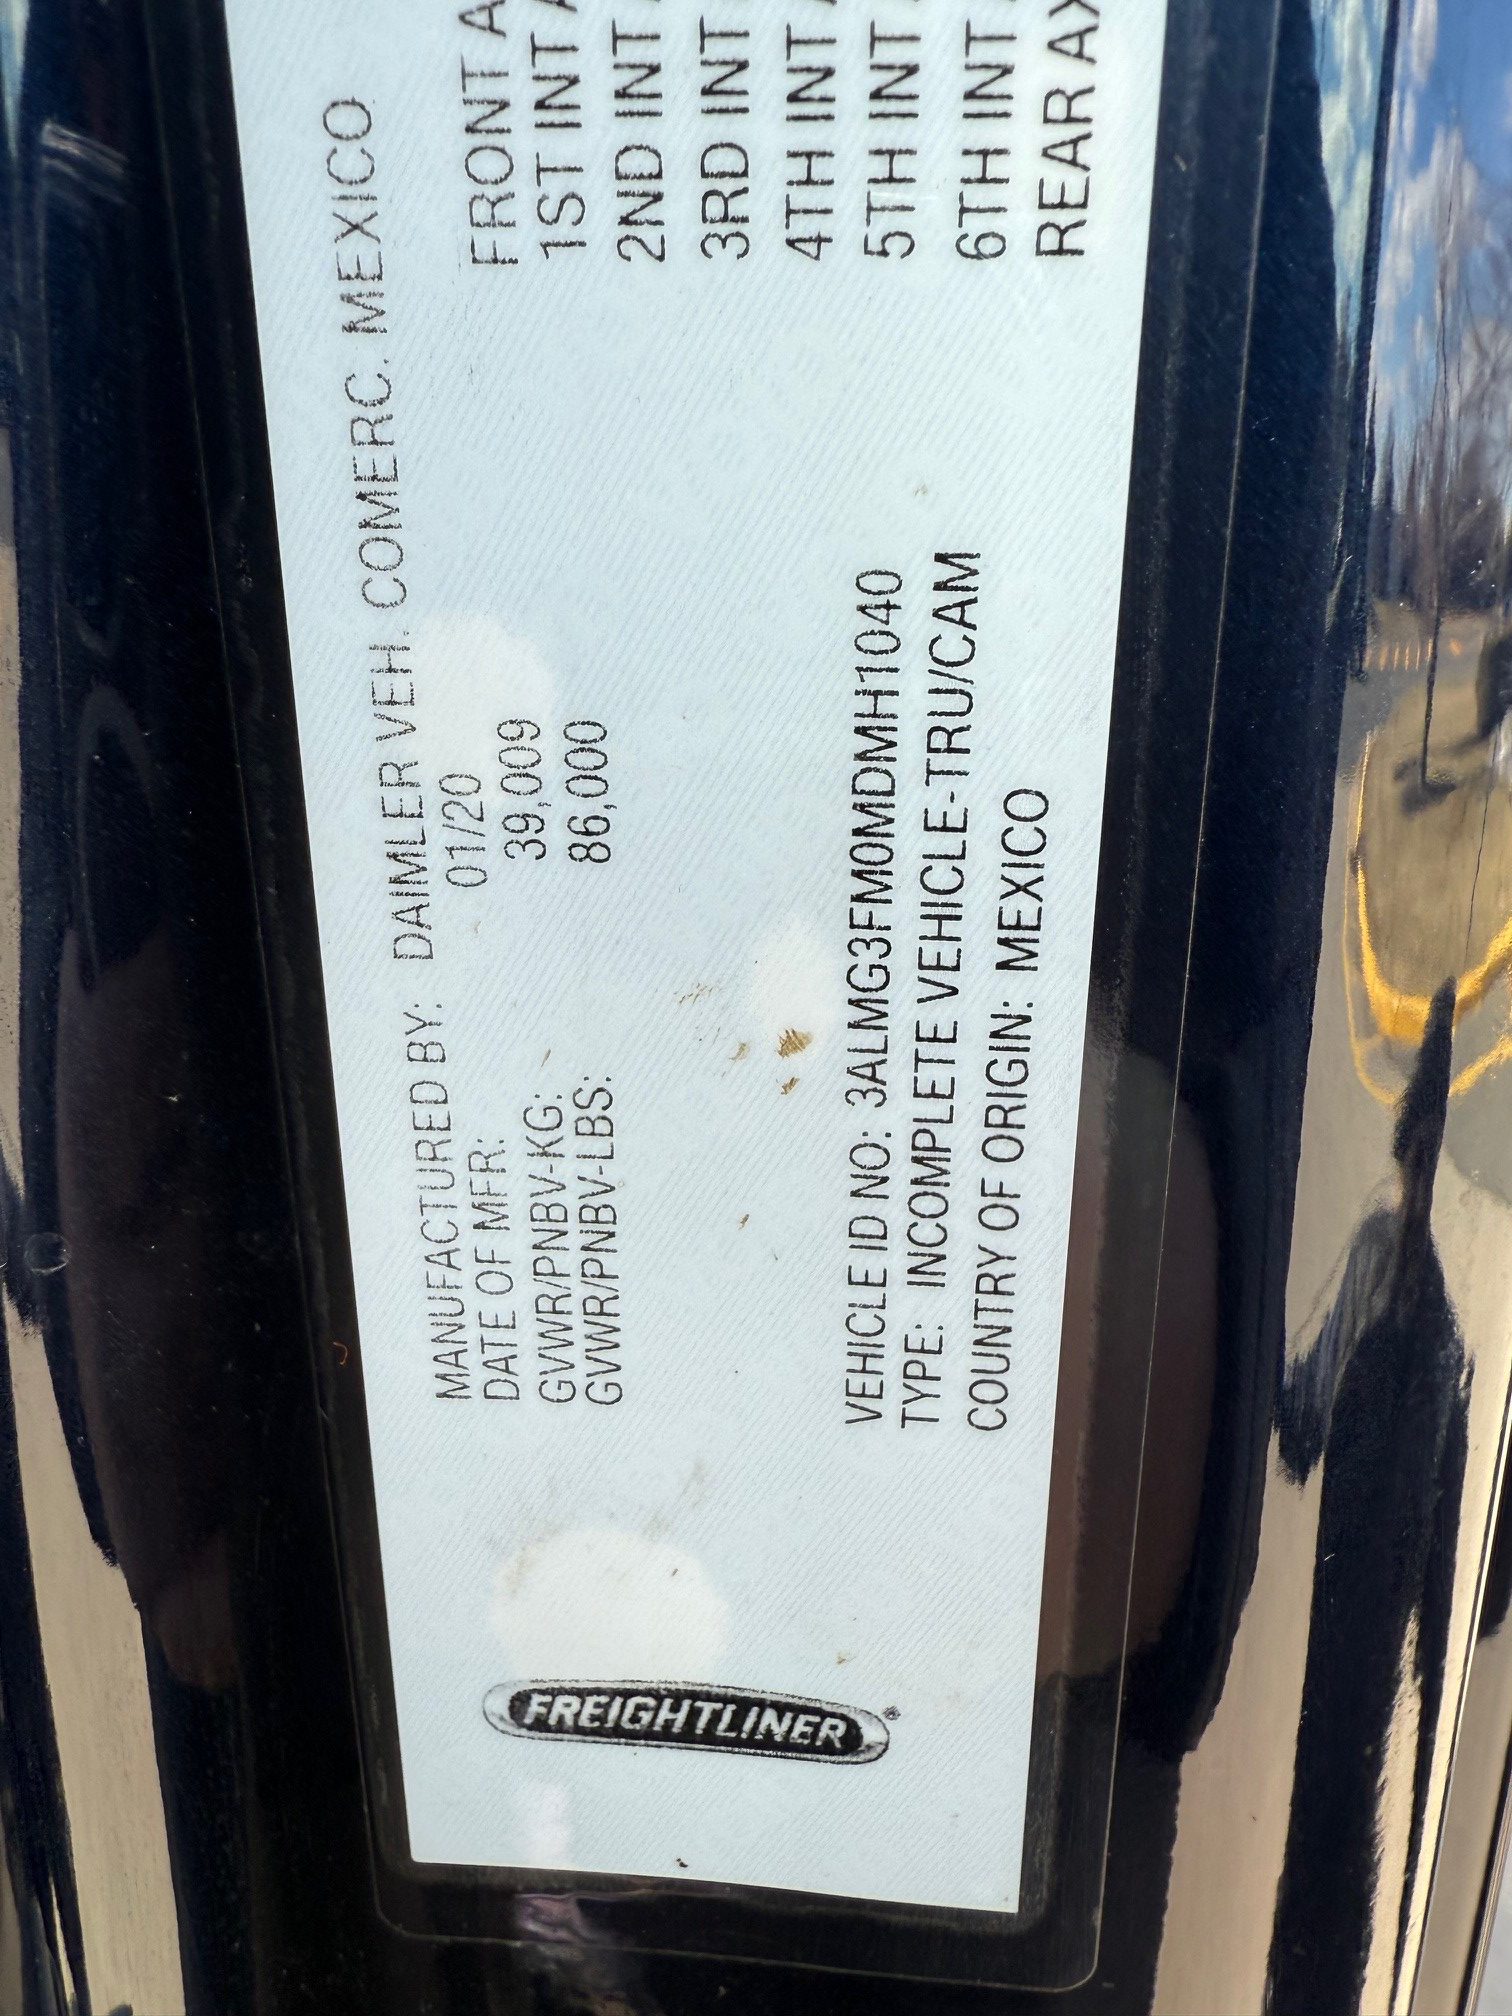 FREIGHTLINER®
MANUFACTURED BY: DAIMLER VEH. COMERC. MEXICO
DATE OF MFR: 01/20
GVWR/PNBV-KG: 39,009
GVWR/PNBV-LBS: 86,000
VEHICLE ID NO: 3ALMG3FM0MDMH1040
TYPE: INCOMPLETE VEHICLE-TRU/CAM
COUNTRY OF ORIGIN: MEXICO
FRONT A
1ST INT A
2ND INT
3RD INT
4TH INT
5TH INT
6TH INT
REAR AX